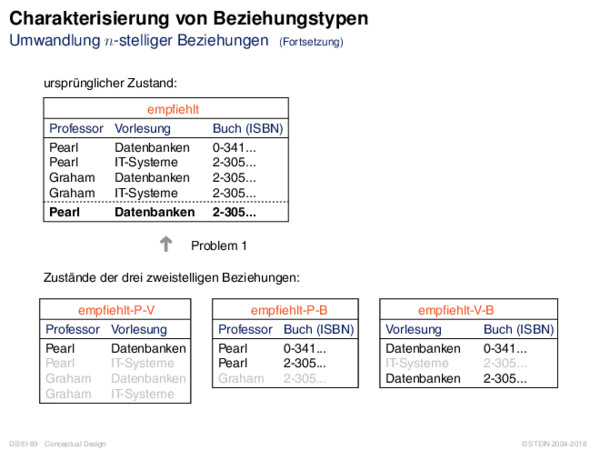 Charakterisierung von Beziehungstypen
Umwandlung n-stelliger Beziehungen (Fortsetzung)
ursprünglicher Zustand:
empfiehlt
Professor Vorlesung Buch (ISBN)
Pearl Datenbanken 0-341...
Pearl IT-Systeme 2-305...
Graham Datenbanken 2-305...
Graham IT-Systeme 2-305...
Pearl Datenbanken 2-305...
Problem 1
Zustände der drei zweistelligen Beziehungen:
empfiehlt-P-V
Professor Vorlesung
Pearl Datenbanken
Pearl IT-Systeme
Graham Datenbanken
Graham IT-Systeme
empfiehlt-P-B
Professor Buch (ISBN)
Pearl 0-341...
Pearl 2-305...
Graham 2-305...
empfiehlt-V-B
Vorlesung Buch (ISBN)
Datenbanken 0-341...
IT-Systeme 2-305...
Datenbanken 2-305...
DB:III-89 Conceptual Design
© STEIN 2004-2018